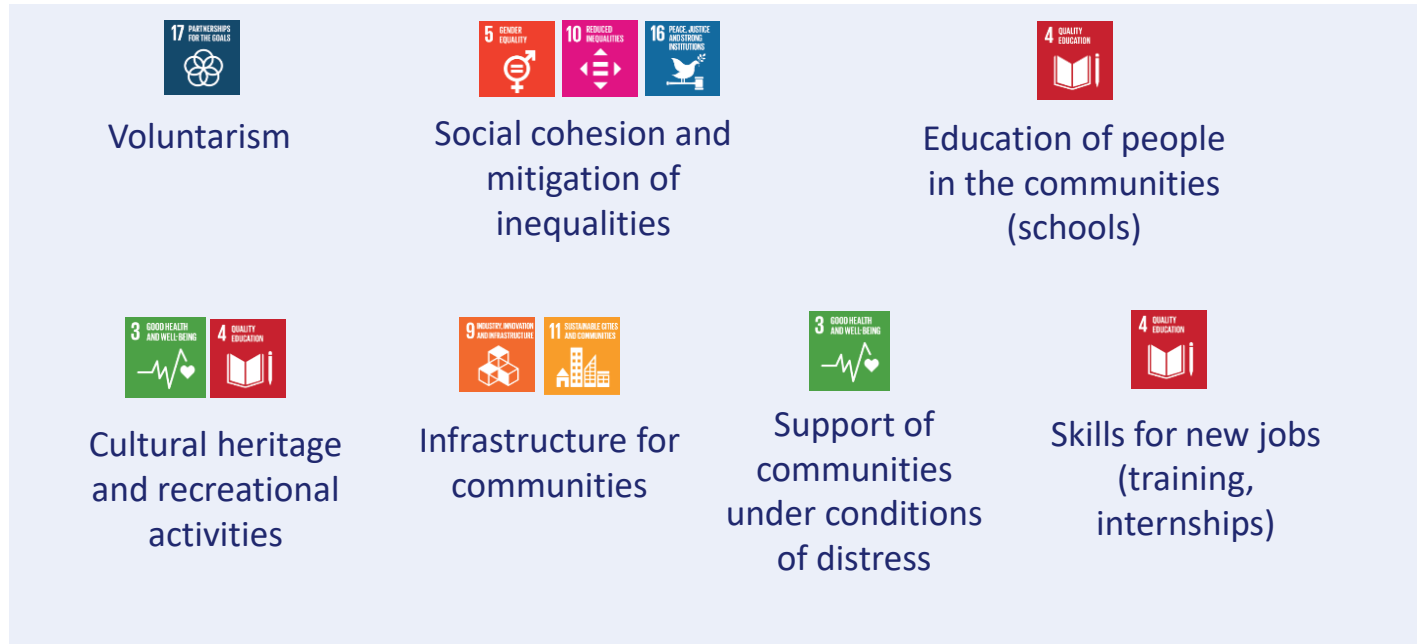 17 PARTNERSHIPS
FOR THE GOALS
Voluntarism
5 GENDER
EQUALITY
10 REDUCED
INEQUALITIES
16 PEACE, JUSTICE
AND STRONG
INSTITUTIONS
Social cohesion and
mitigation of
inequalities
4 QUALITY
EDUCATION
Education of people
in the communities
(schools)
3 GOOD HEALTH
AND WELL-BEING
4 QUALITY
EDUCATION
Cultural heritage
and recreational
activities
9 INDUSTRY, INNOVATION
AND INFRASTRUCTURE
11 SUSTAINABLE CITIES
AND COMMUNITIES
Infrastructure for
communities
3 GOOD HEALTH
AND WELL-BEING
Support of
communities
under conditions
of distress
4 QUALITY
EDUCATION
Skills for new jobs
(training,
internships)